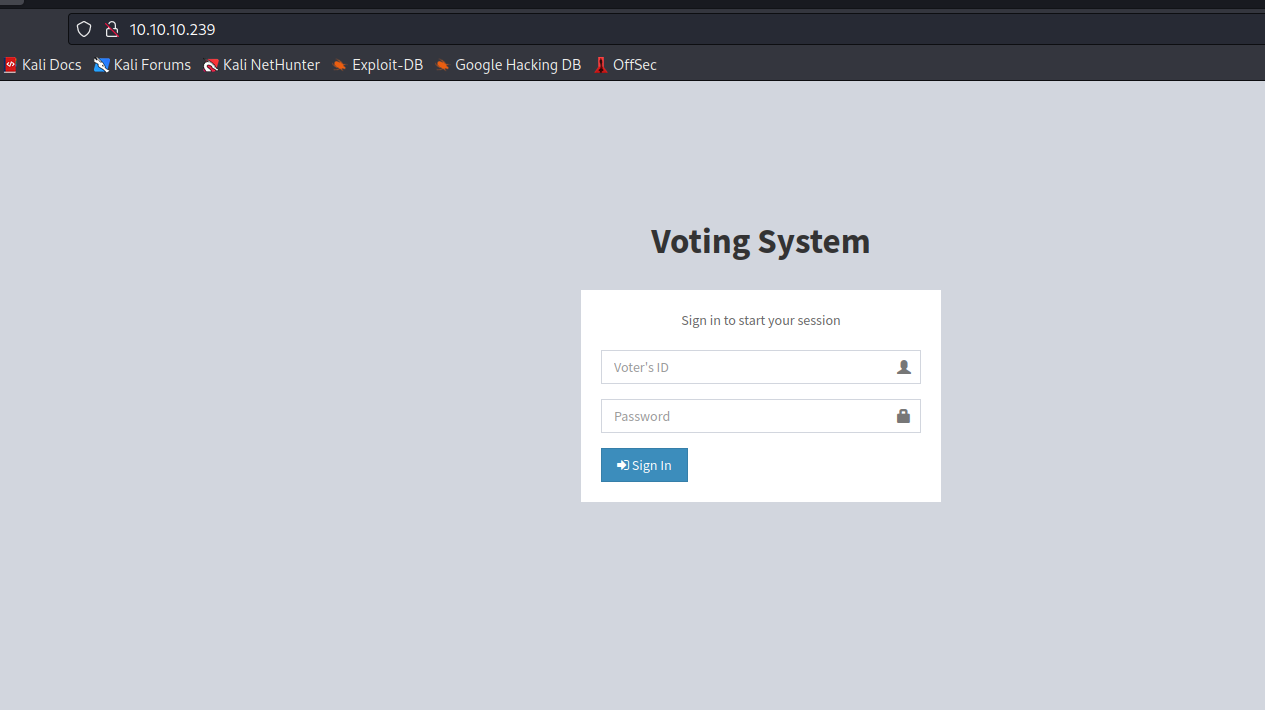 10.10.10.239
Kali Docs Kali Forums Kali NetHunter Exploit-DB Google Hacking DB OffSec
Voting System
Sign in to start your session
Voter's ID
Password
Sign In